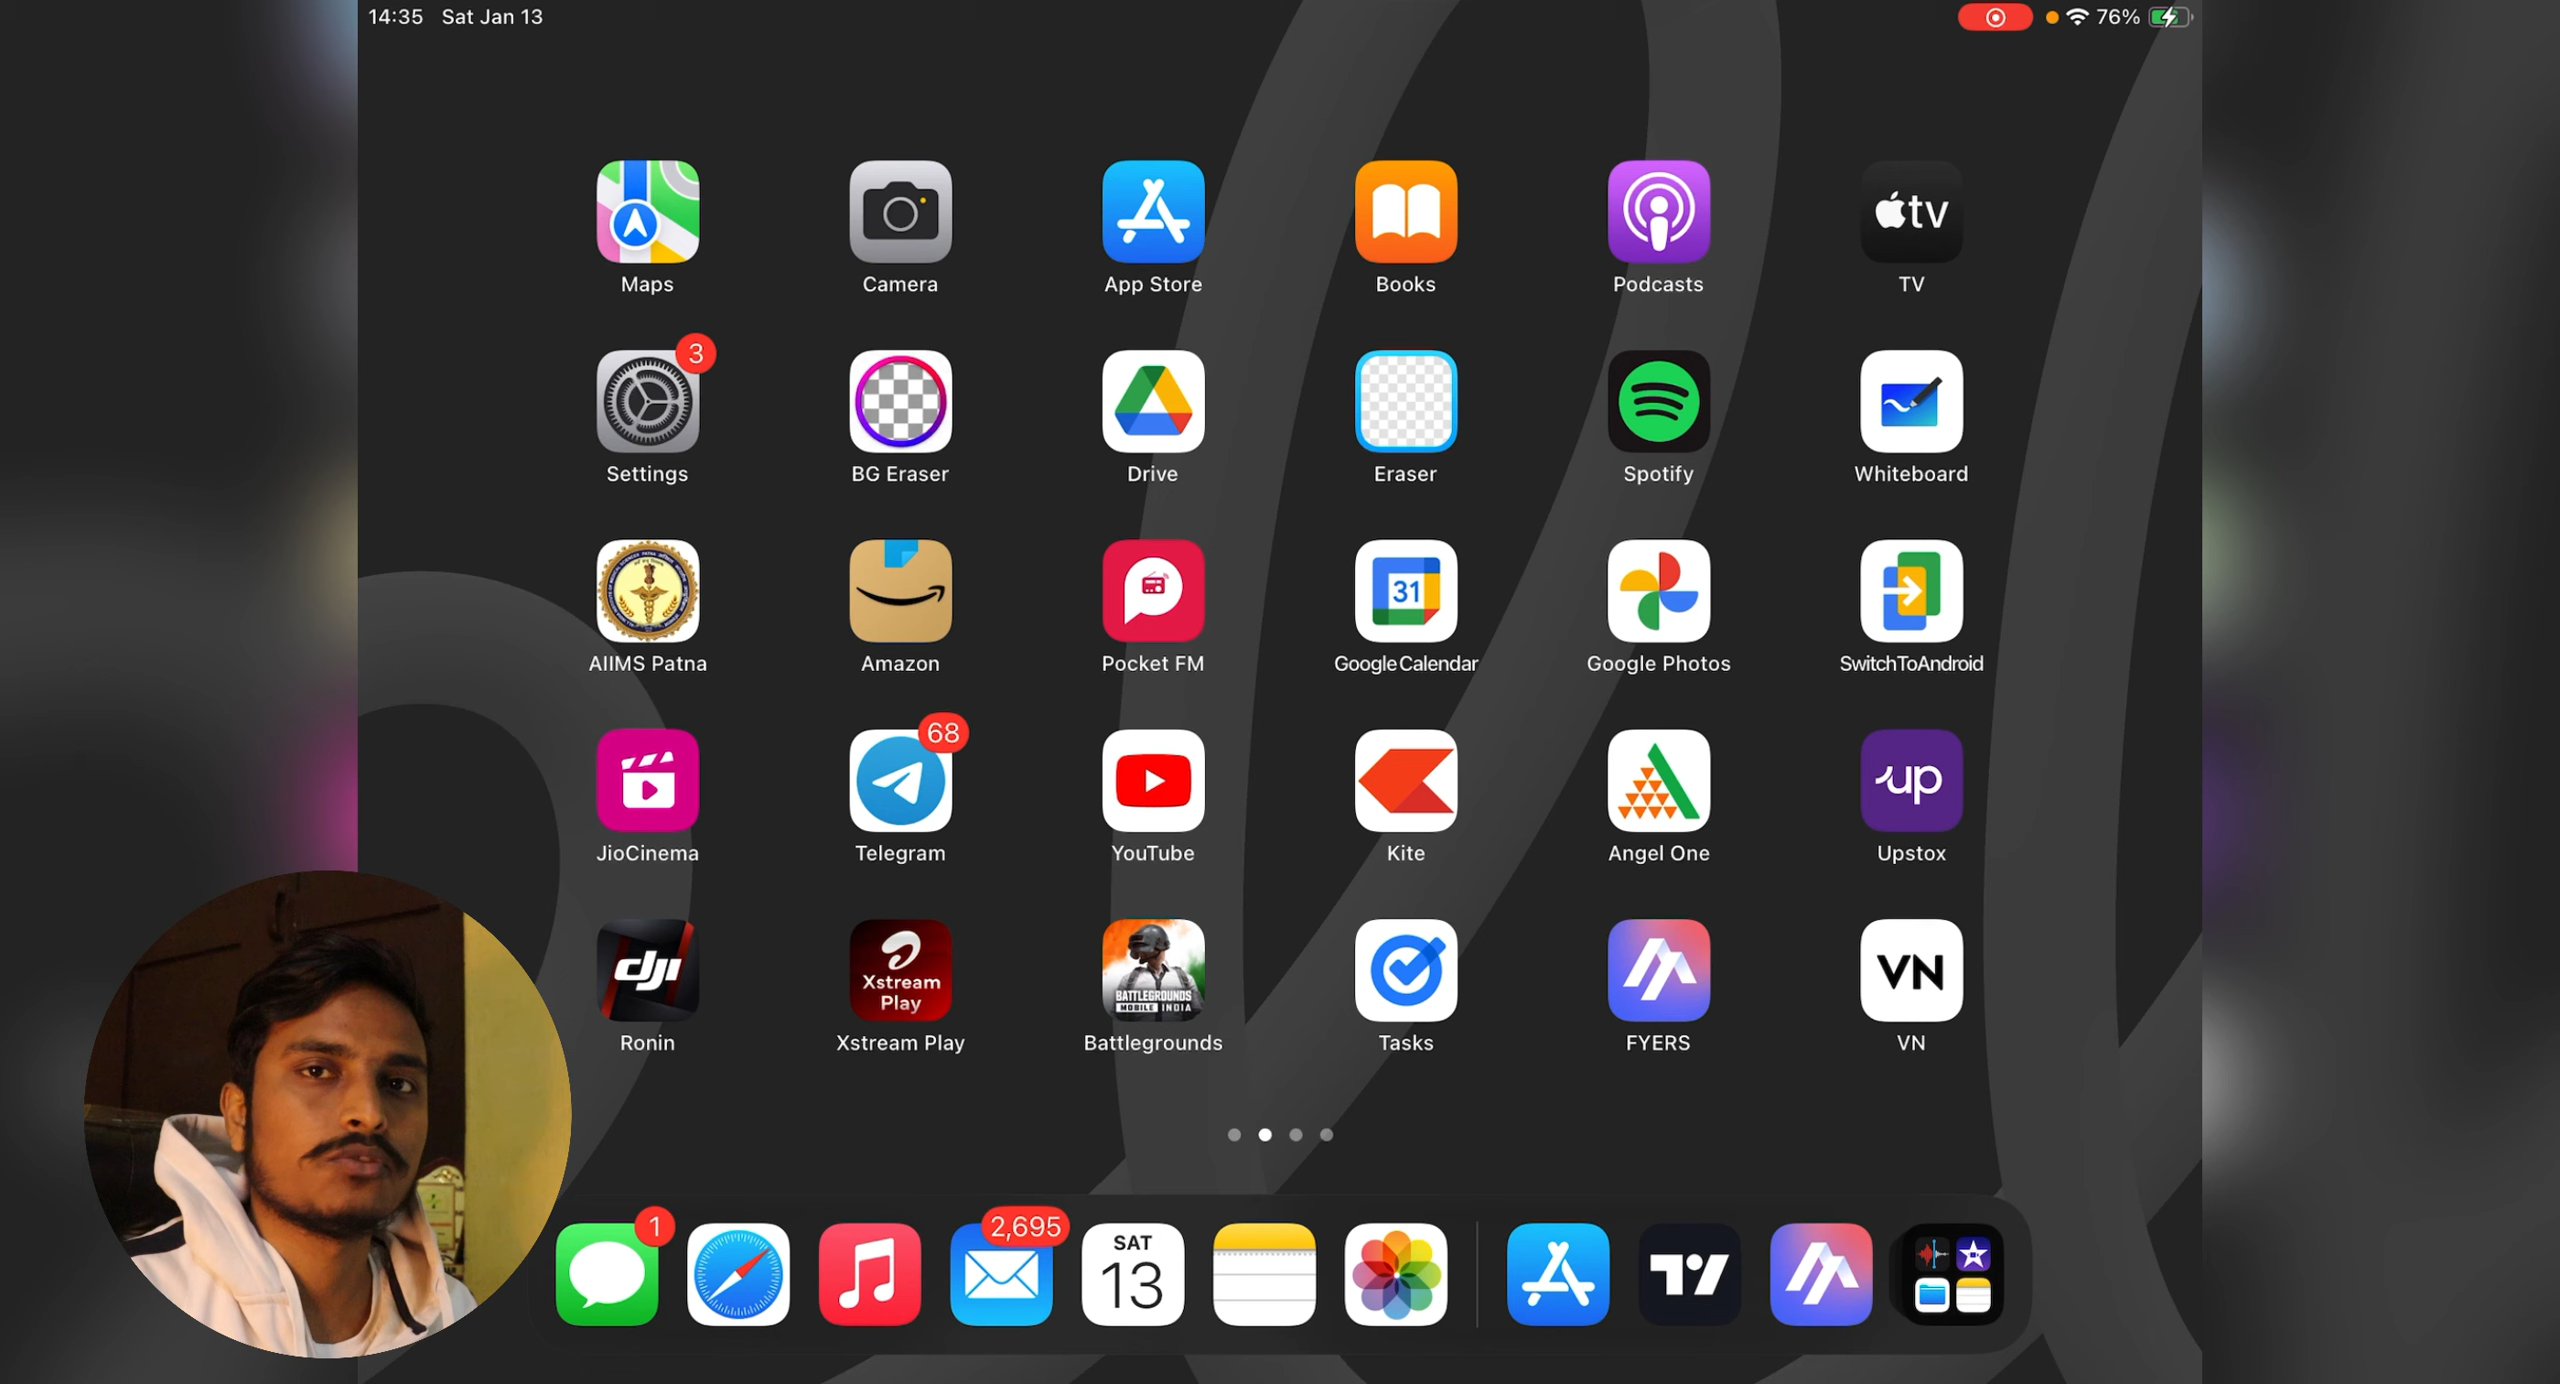 14:35 Sat Jan 13
76%
Maps Camera App Store Books Podcasts tv TV
3
Settings BG Eraser Drive Eraser Spotify Whiteboard
31
AIIMS Patna Amazon Pocket FM Google Calendar Google Photos SwitchToAndroid
68
up
JioCinema Telegram YouTube Kite Angel One Upstox
dji
Xstream
Play
BATTLEGROUNDS
MOBILE INDIA
VN
Ronin Xstream Play Battlegrounds Tasks FYERS VN
1
2,695
SAT
13